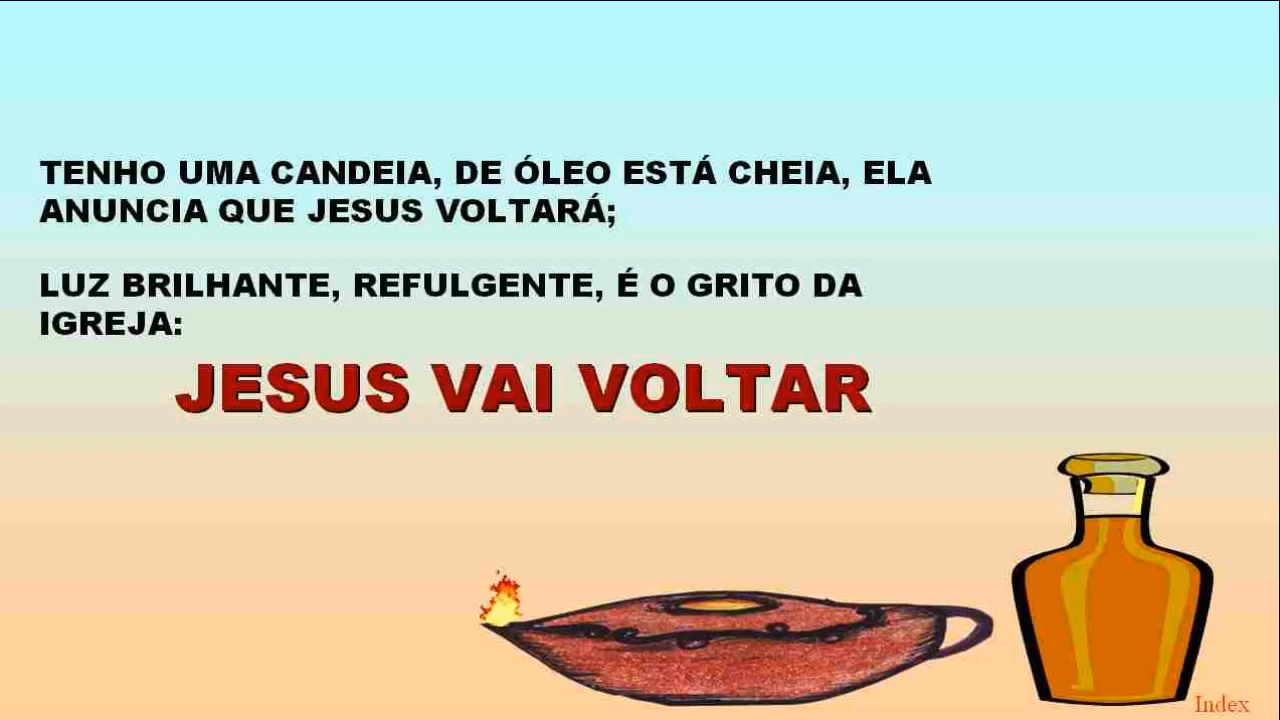 TENHO UMA CANDEIA, DE ÓLEO ESTÁ CHEIA, ELA
ANUNCIA QUE JESUS VOLTARÁ;
LUZ BRILHANTE, REFULGENTE, É O GRITO DA
IGREJA:
JESUS VAI VOLTAR
Index